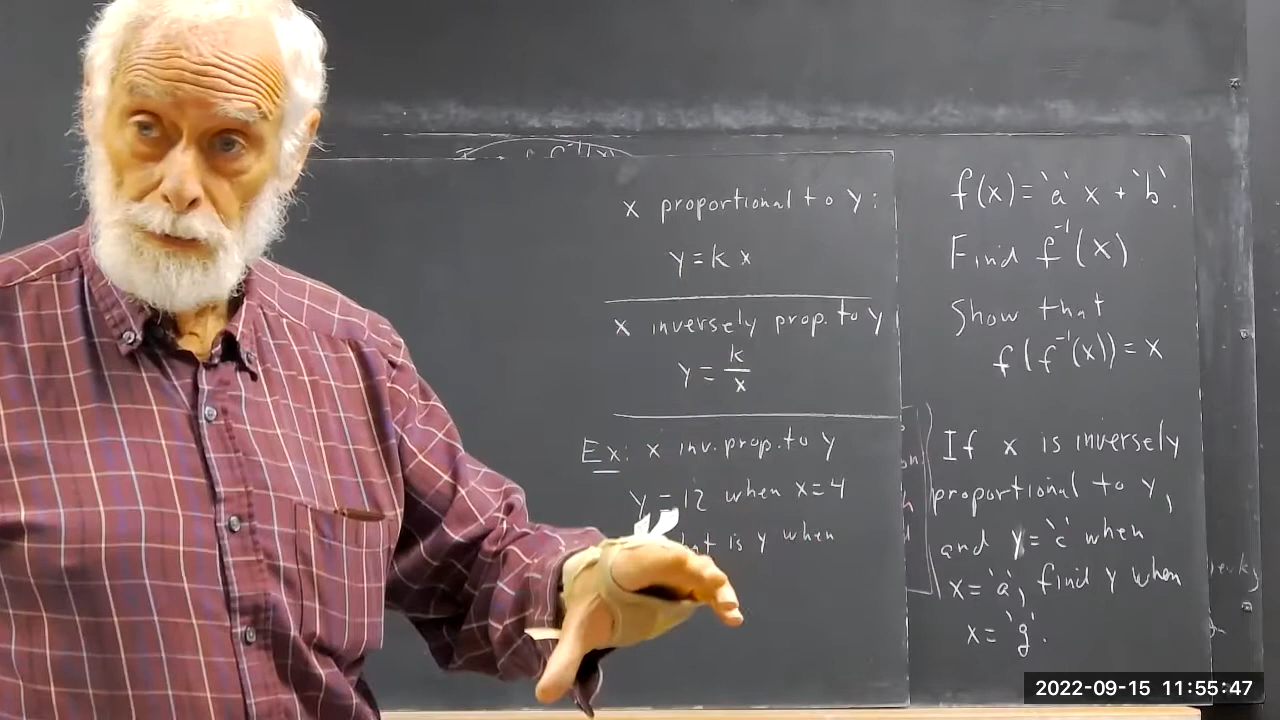 x proportional to y:
y = k x
x inversely prop. to y
y = k/x
Ex: x inv. prop. to y
y = 12 when x = 4
is y when
f(x) = `a` x + `b`.
Find f⁻¹(x)
Show that
f(f⁻¹(x)) = x
If x is inversely
proportional to y,
and y = `c` when
x = `a`, find y when
x = `g`.
2022-09-15 11:55:47